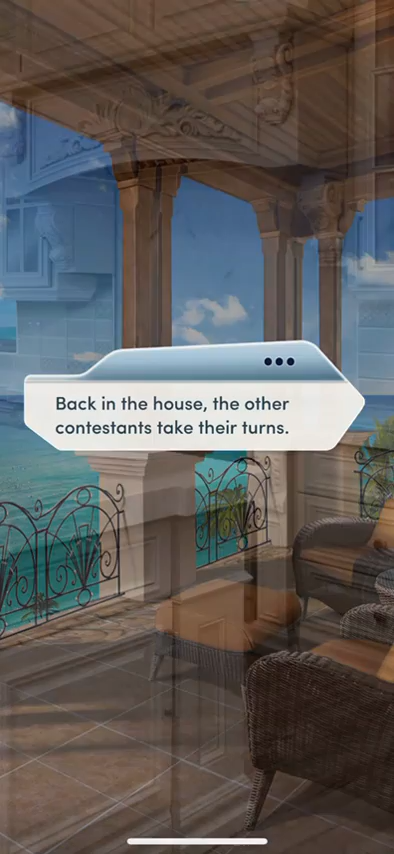 Back in the house, the other
contestants take their turns.